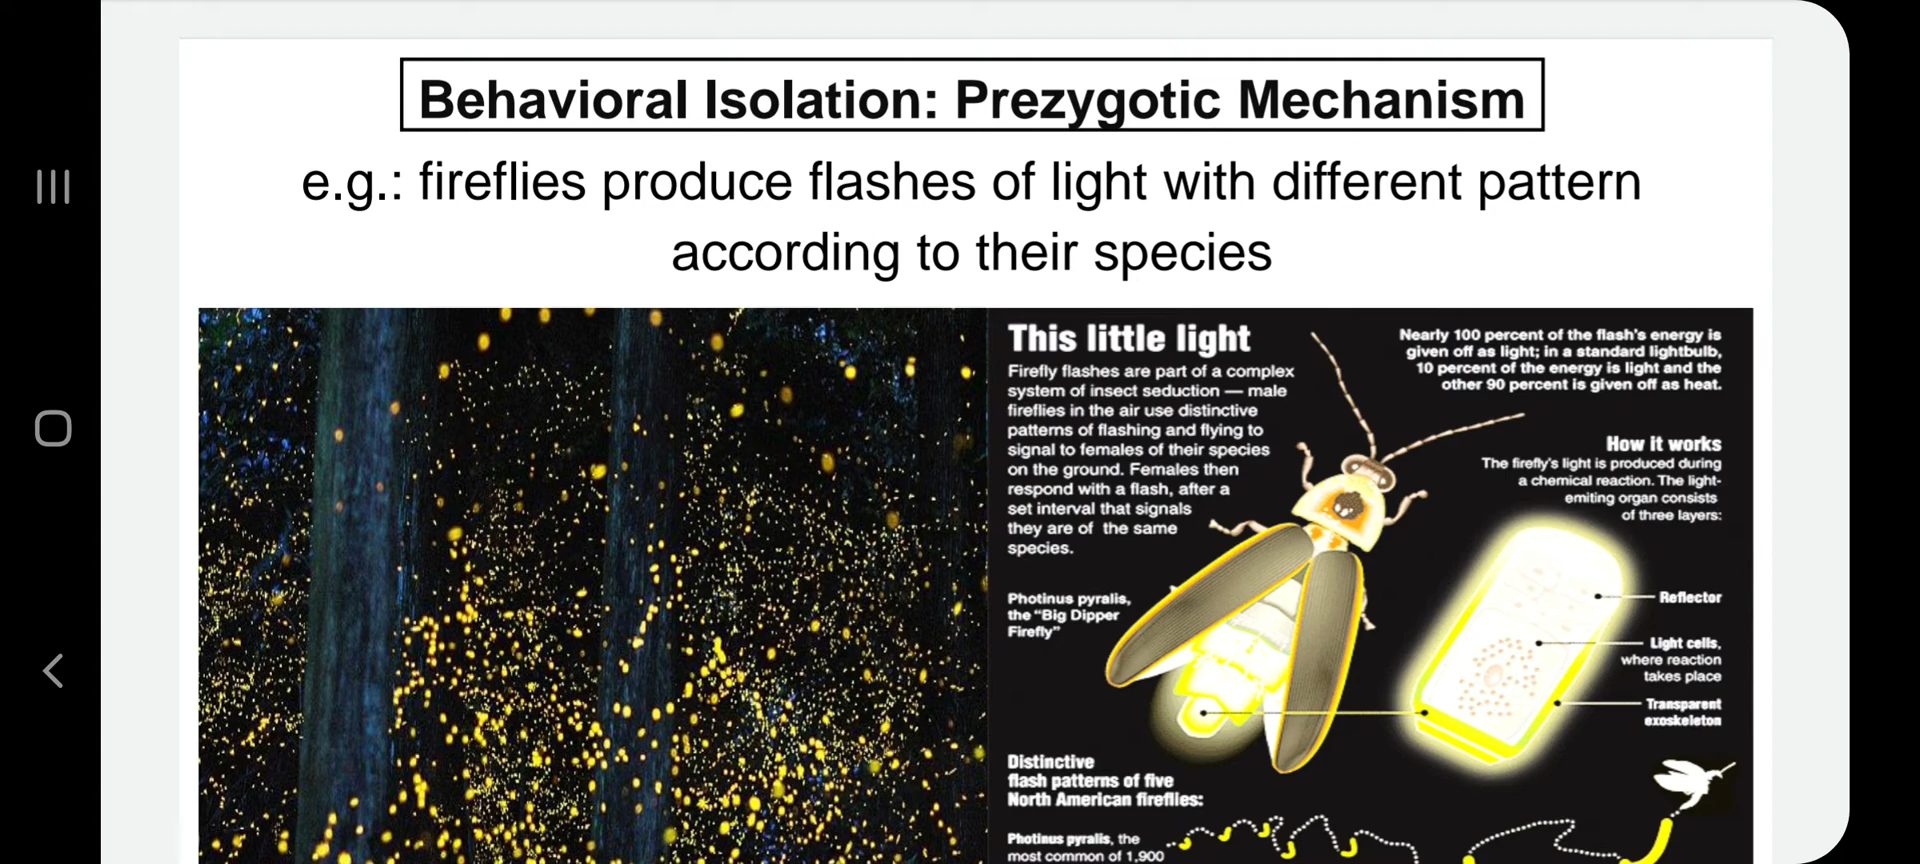 Behavioral Isolation: Prezygotic Mechanism
e.g.: fireflies produce flashes of light with different pattern
according to their species
This little light
Firefly flashes are part of a complex
system of insect seduction — male
fireflies in the air use distinctive
patterns of flashing and flying to
signal to females of their species
on the ground. Females then
respond with a flash, after a
set interval that signals
they are of the same
species.
Nearly 100 percent of the flash's energy is
given off as light; in a standard lightbulb,
10 percent of the energy is light and the
other 90 percent is given off as heat.
How it works
The firefly's light is produced during
a chemical reaction. The light-
emiting organ consists
of three layers:
Photinus pyralis,
the "Big Dipper
Firefly"
Reflector
Light cells,
where reaction
takes place
Transparent
exoskeleton
Distinctive
flash patterns of five
North American fireflies:
Photinus pyralis, the
most common of 1,900